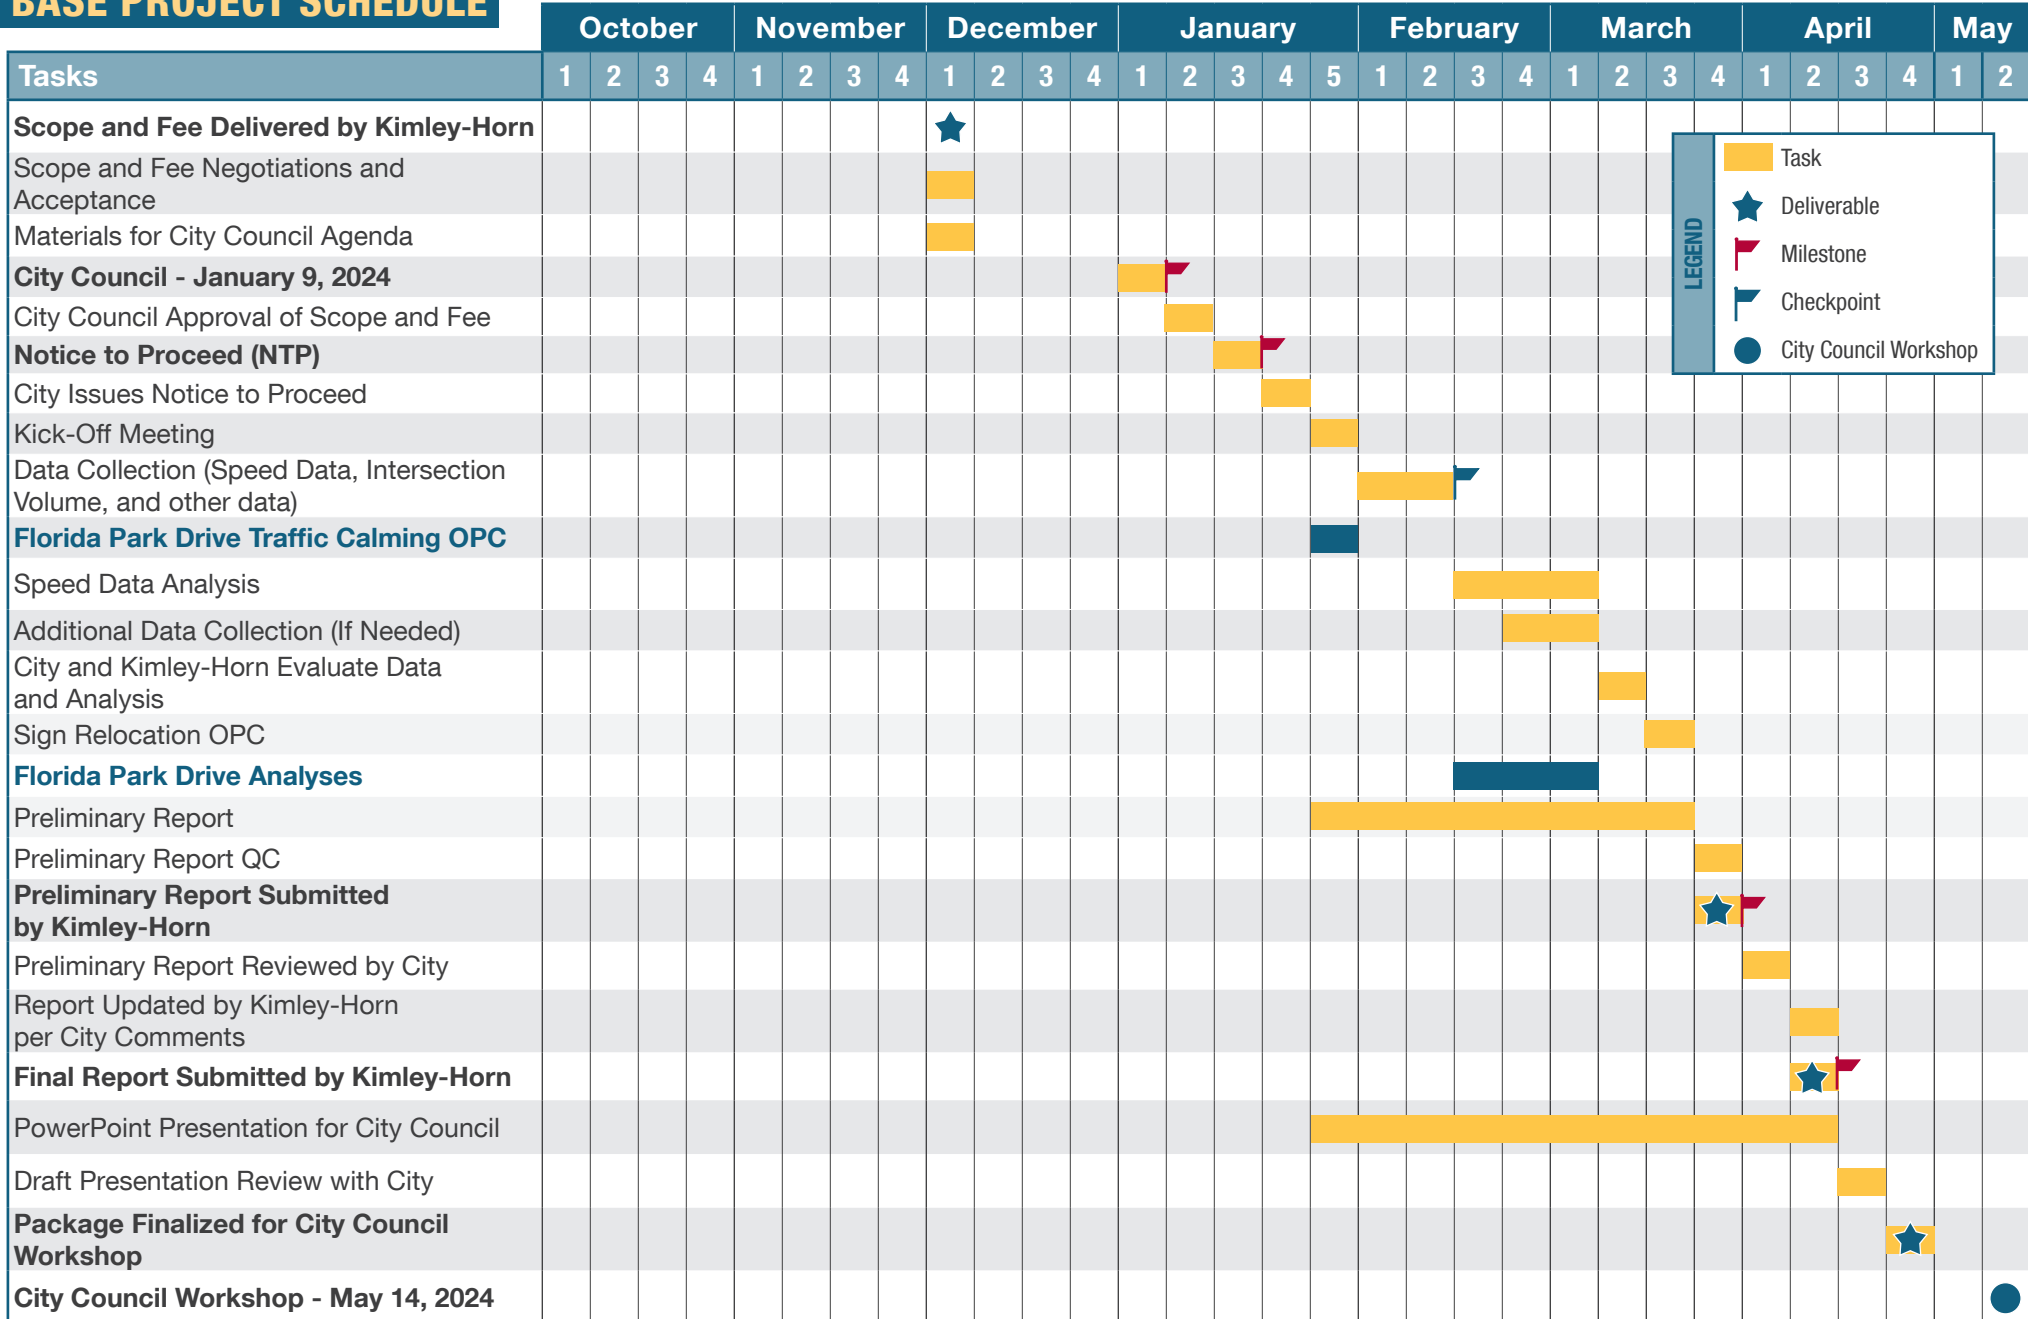 BASE PROJECT SCHEDULE
October November December January February March April May
Tasks 1 2 3 4 1 2 3 4 1 2 3 4 1 2 3 4 5 1 2 3 4 1 2 3 4 1 2 3 4 1 2
Scope and Fee Delivered by Kimley-Horn
Scope and Fee Negotiations and
Acceptance
Materials for City Council Agenda
City Council - January 9, 2024
City Council Approval of Scope and Fee
Notice to Proceed (NTP)
City Issues Notice to Proceed
Kick-Off Meeting
Data Collection (Speed Data, Intersection
Volume, and other data)
Florida Park Drive Traffic Calming OPC
Speed Data Analysis
Additional Data Collection (If Needed)
City and Kimley-Horn Evaluate Data
and Analysis
Sign Relocation OPC
Florida Park Drive Analyses
Preliminary Report
Preliminary Report QC
Preliminary Report Submitted
by Kimley-Horn
Preliminary Report Reviewed by City
Report Updated by Kimley-Horn
per City Comments
Final Report Submitted by Kimley-Horn
PowerPoint Presentation for City Council
Draft Presentation Review with City
Package Finalized for City Council
Workshop
City Council Workshop - May 14, 2024
LEGEND
Task
Deliverable
Milestone
Checkpoint
City Council Workshop